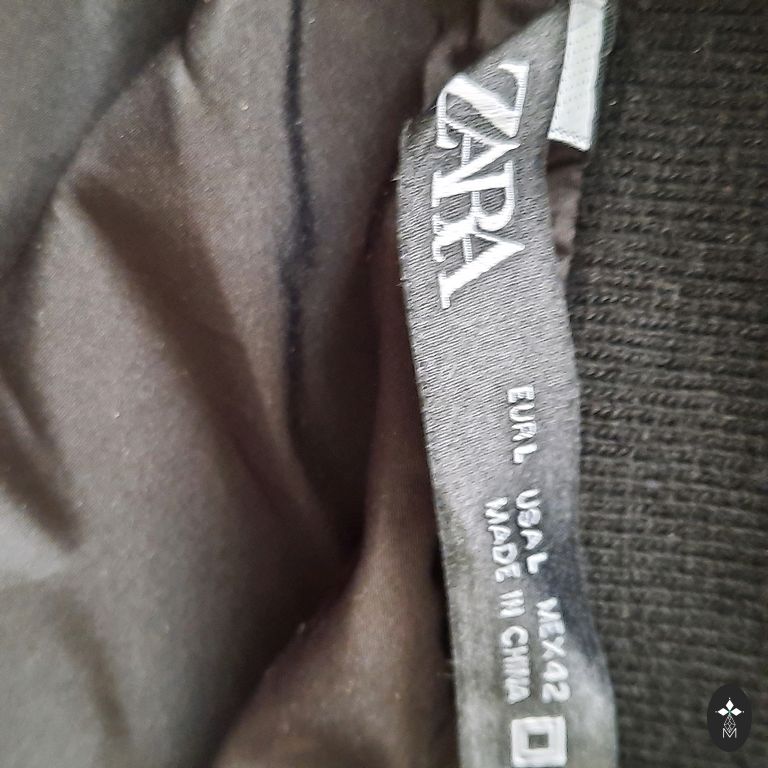 ZARA
EUR L USA L MEX 42
MADE IN CHINA
M